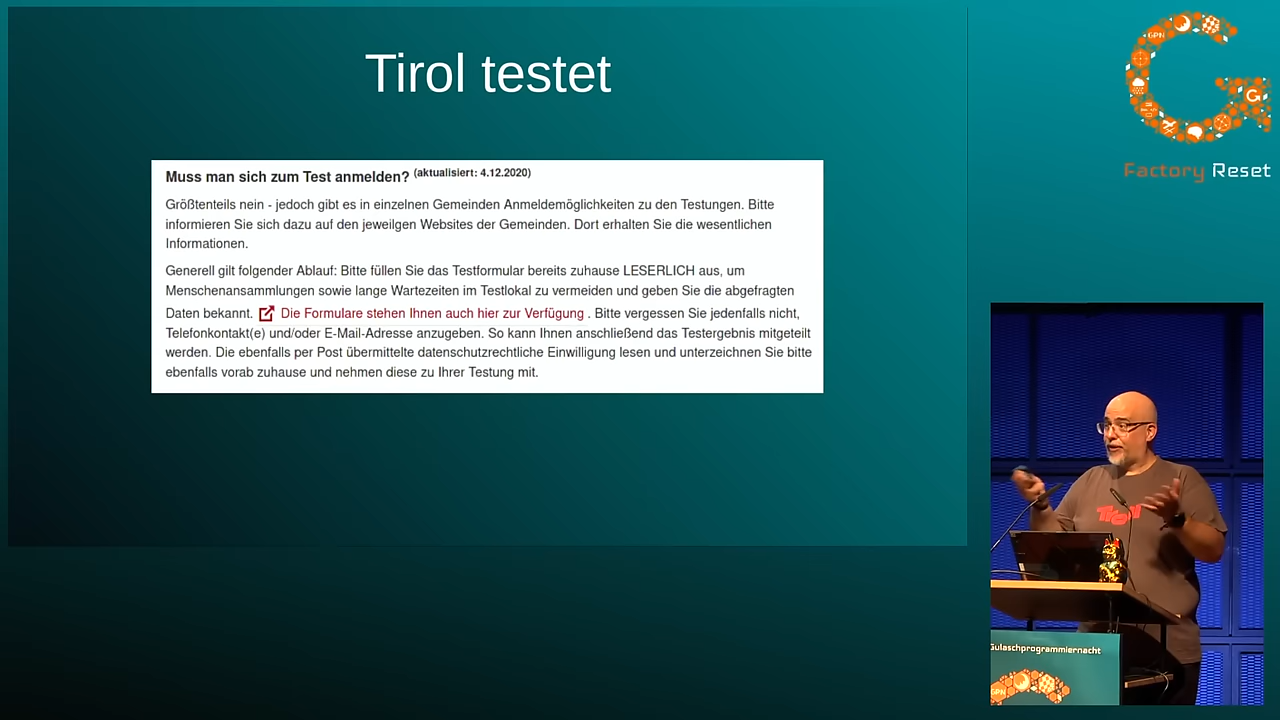 Tirol testet
Muss man sich zum Test anmelden? (aktualisiert: 4.12.2020)
Größtenteils nein - jedoch gibt es in einzelnen Gemeinden Anmeldemöglichkeiten zu den Testungen. Bitte
informieren Sie sich dazu auf den jeweilgen Websites der Gemeinden. Dort erhalten Sie die wesentlichen
Informationen.
Generell gilt folgender Ablauf: Bitte füllen Sie das Testformular bereits zuhause LESERLICH aus, um
Menschenansammlungen sowie lange Wartezeiten im Testlokal zu vermeiden und geben Sie die abgefragten
Daten bekannt. Die Formulare stehen Ihnen auch hier zur Verfügung . Bitte vergessen Sie jedenfalls nicht,
Telefonkontakt(e) und/oder E-Mail-Adresse anzugeben. So kann Ihnen anschließend das Testergebnis mitgeteilt
werden. Die ebenfalls per Post übermittelte datenschutzrechtliche Einwilligung lesen und unterzeichnen Sie bitte
ebenfalls vorab zuhause und nehmen diese zu Ihrer Testung mit.
GPN
G
Factory Reset
Tirol
Gulaschprogrammiernacht
GPN